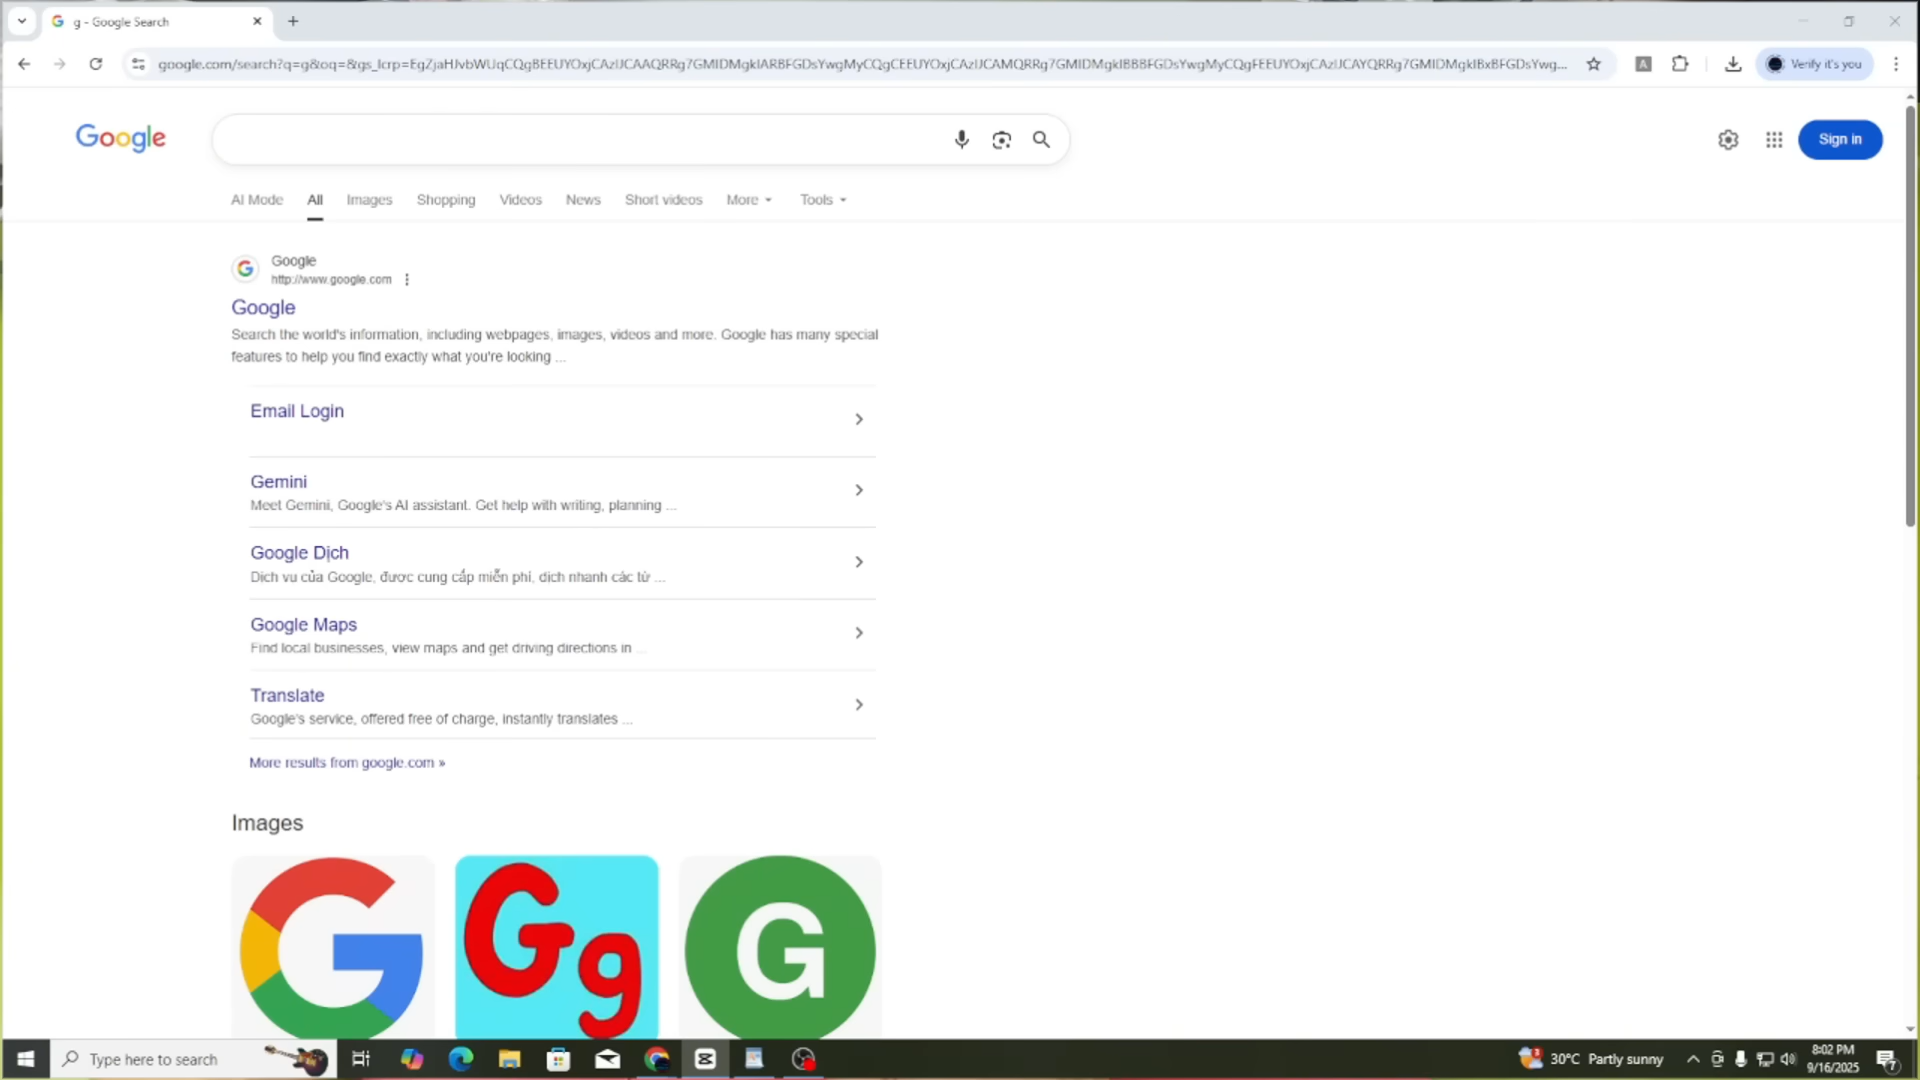 g - Google Search
google.com/search?q=g&oq=&gs_lcrp=
Verify it's you
Google
Sign in
AI Mode
All
Images
Shopping
Videos
News
Short videos
More
Tools
Google
http://www.google.com
Google
Search the world's information, including webpages, images, videos and more. Google has many special
features to help you find exactly what you're looking ...
Email Login
Gemini
Meet Gemini, Google's AI assistant. Get help with writing, planning ...
Google Dịch
Dịch vụ của Google, được cung cấp miễn phí, dịch nhanh các từ ...
Google Maps
Find local businesses, view maps and get driving directions in ...
Translate
Google's service, offered free of charge, instantly translates ...
More results from google.com »
Images
G
Gg
G
Type here to search
30°C Partly sunny
8:02 PM
9/16/2025